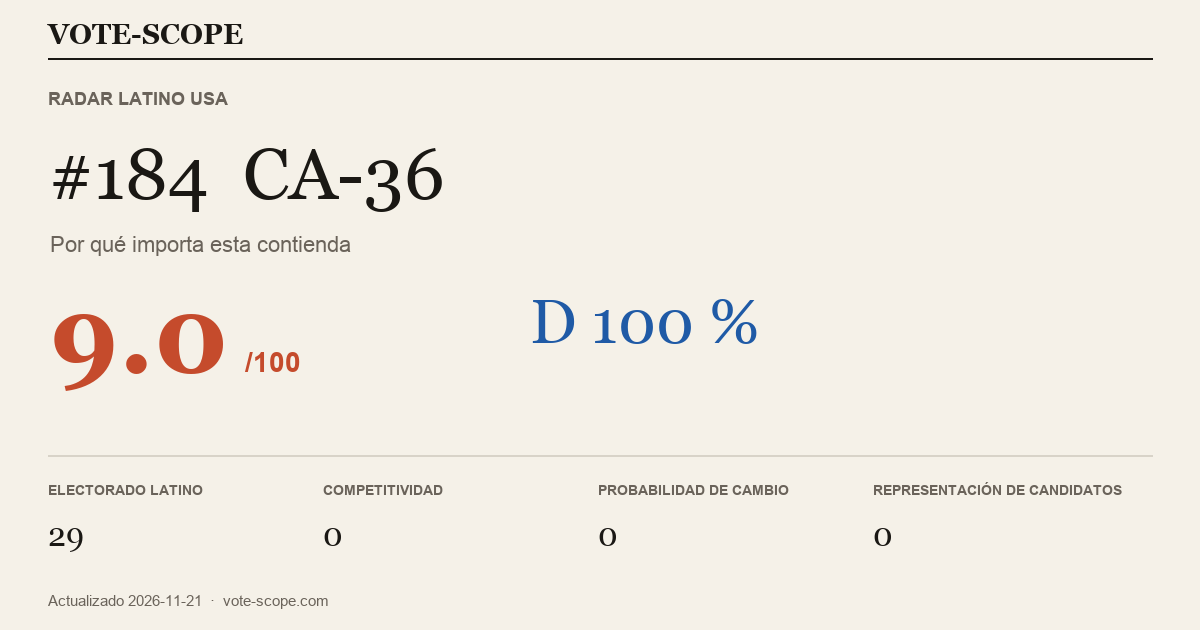 VOTE-SCOPE
RADAR LATINO USA
#184 CA-36
Por qué importa esta contienda
9.0 /100
D 100 %
ELECTORADO LATINO
29
COMPETITIVIDAD
0
PROBABILIDAD DE CAMBIO
0
REPRESENTACIÓN DE CANDIDATOS
0
Actualizado 2026-11-21 · vote-scope.com